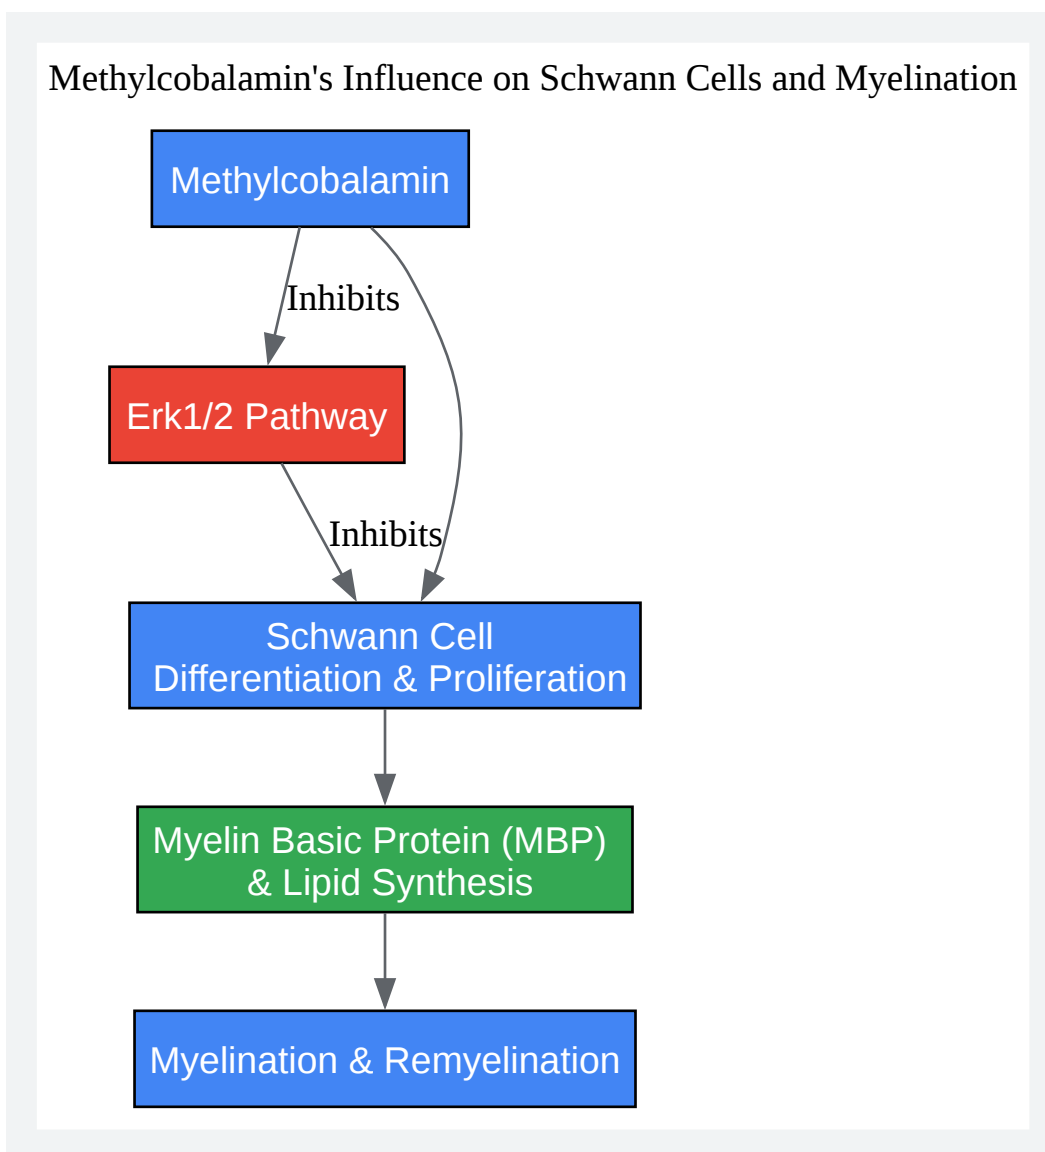 Methylcobalamin's Influence on Schwann Cells and Myelination
Methylcobalamin
Inhibits
Erk1/2 Pathway
Inhibits
Schwann Cell
Differentiation & Proliferation
Myelin Basic Protein (MBP)
& Lipid Synthesis
Myelination & Remyelination